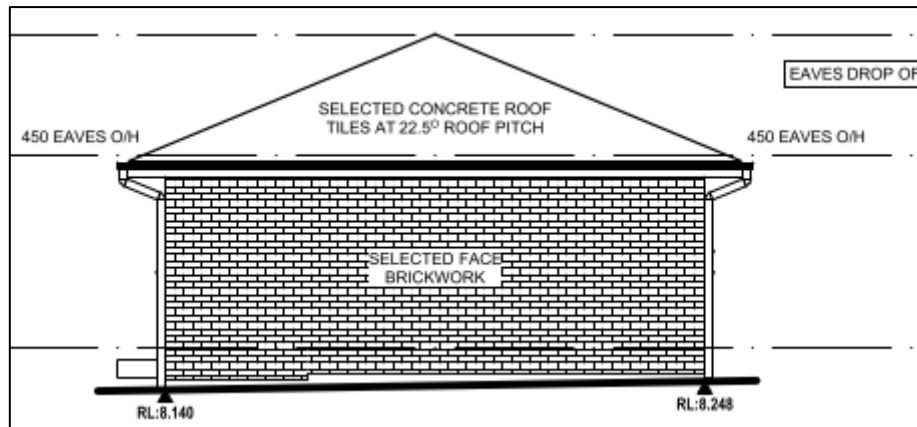 EAVES DROP OF
SELECTED CONCRETE ROOF
TILES AT 22.5⁰ ROOF PITCH
450 EAVES O/H
450 EAVES O/H
SELECTED FACE
BRICKWORK
RL:8.140
RL:8.248